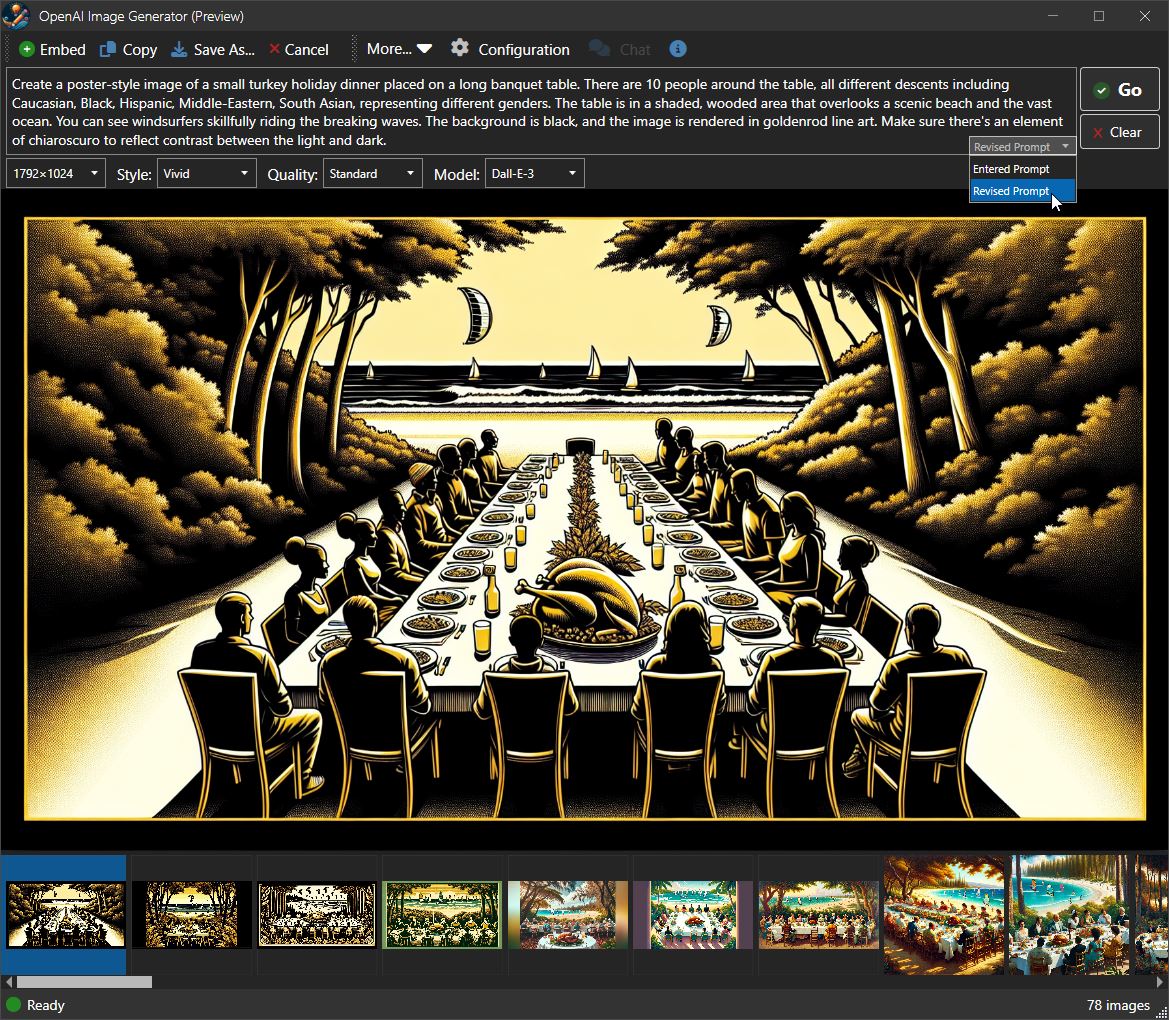 OpenAI Image Generator (Preview)
Embed Copy Save As... Cancel More... Configuration Chat
Create a poster-style image of a small turkey holiday dinner placed on a long banquet table. There are 10 people around the table, all different descents including
Caucasian, Black, Hispanic, Middle-Eastern, South Asian, representing different genders. The table is in a shaded, wooded area that overlooks a scenic beach and the vast
ocean. You can see windsurfers skillfully riding the breaking waves. The background is black, and the image is rendered in goldenrod line art. Make sure there's an element
of chiaroscuro to reflect contrast between the light and dark.
Go
Clear
Revised Prompt
Entered Prompt
Revised Prompt
1792×1024 Style: Vivid Quality: Standard Model: Dall-E-3
Ready
78 images